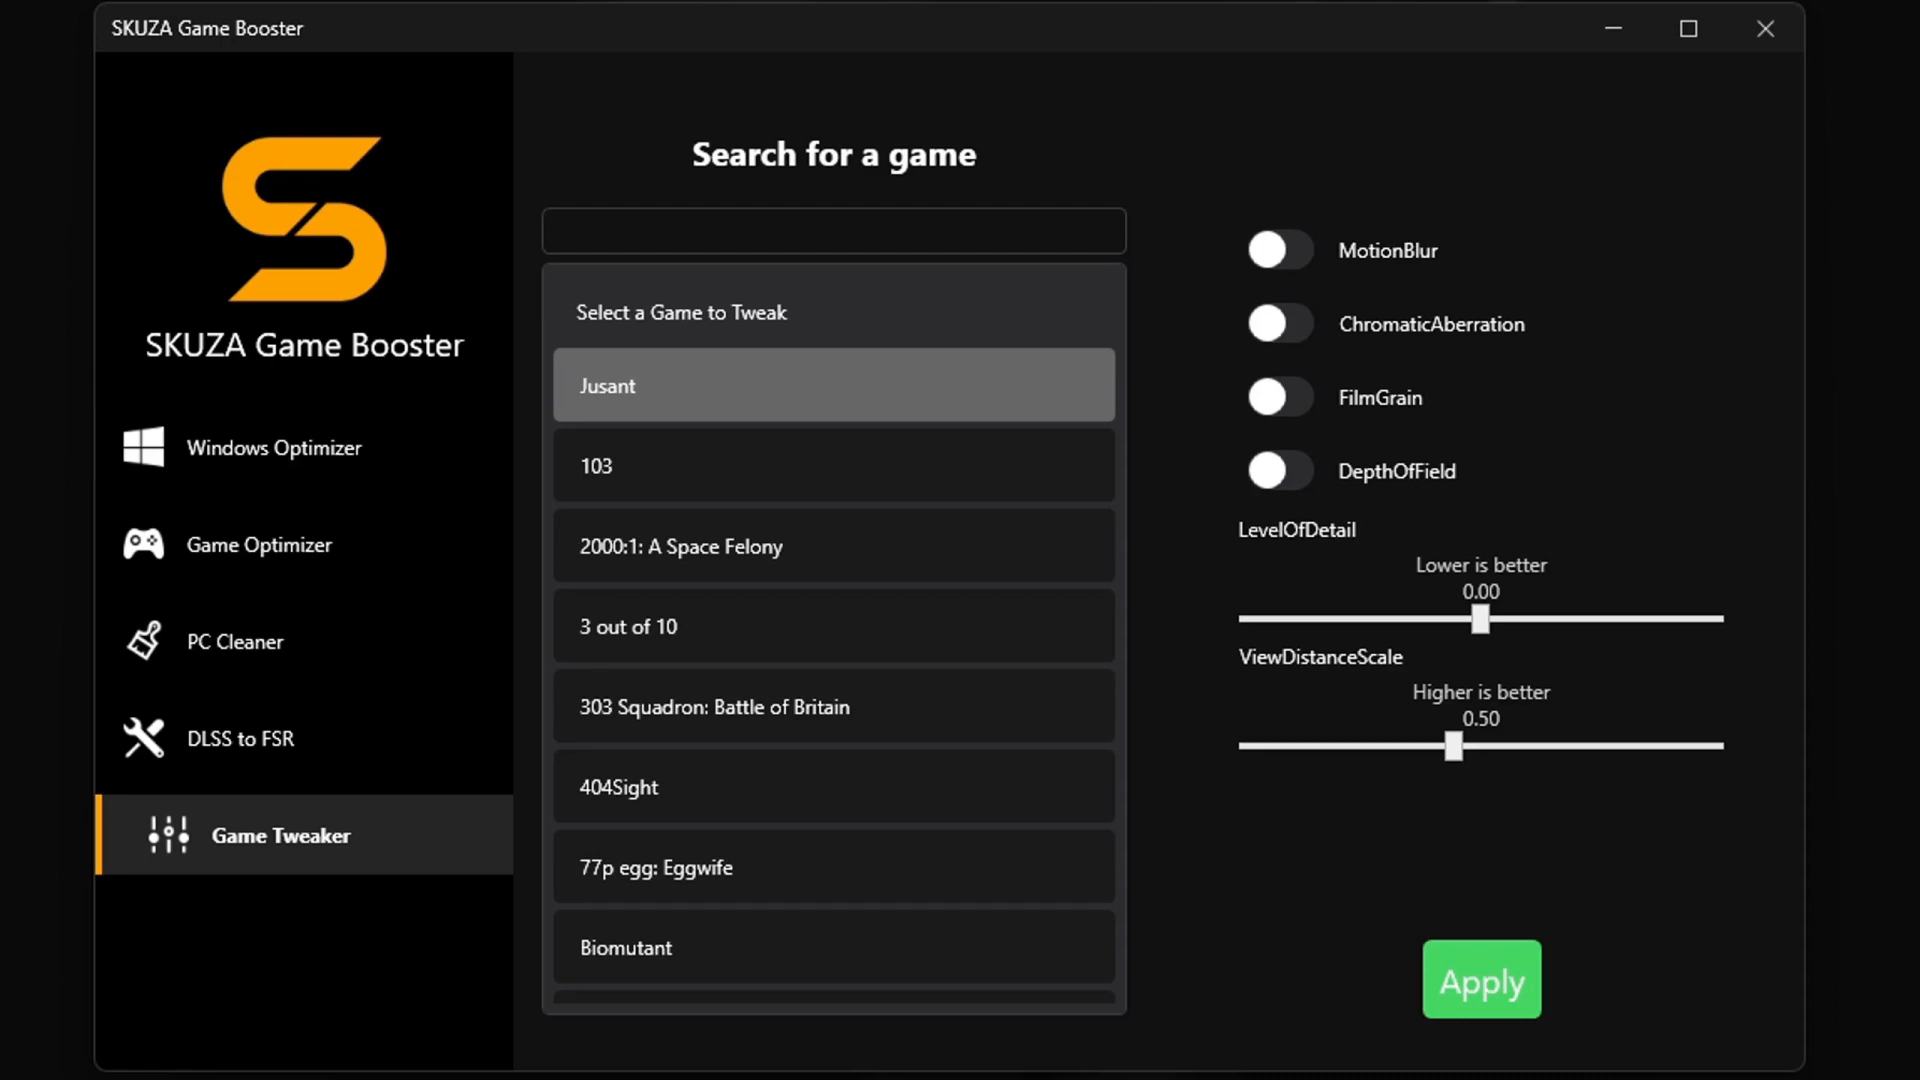 SKUZA Game Booster
SKUZA Game Booster
Windows Optimizer
Game Optimizer
PC Cleaner
DLSS to FSR
Game Tweaker
Search for a game
Select a Game to Tweak
Jusant
103
2000:1: A Space Felony
3 out of 10
303 Squadron: Battle of Britain
404Sight
77p egg: Eggwife
Biomutant
MotionBlur
ChromaticAberration
FilmGrain
DepthOfField
LevelOfDetail
Lower is better
0.00
ViewDistanceScale
Higher is better
0.50
Apply